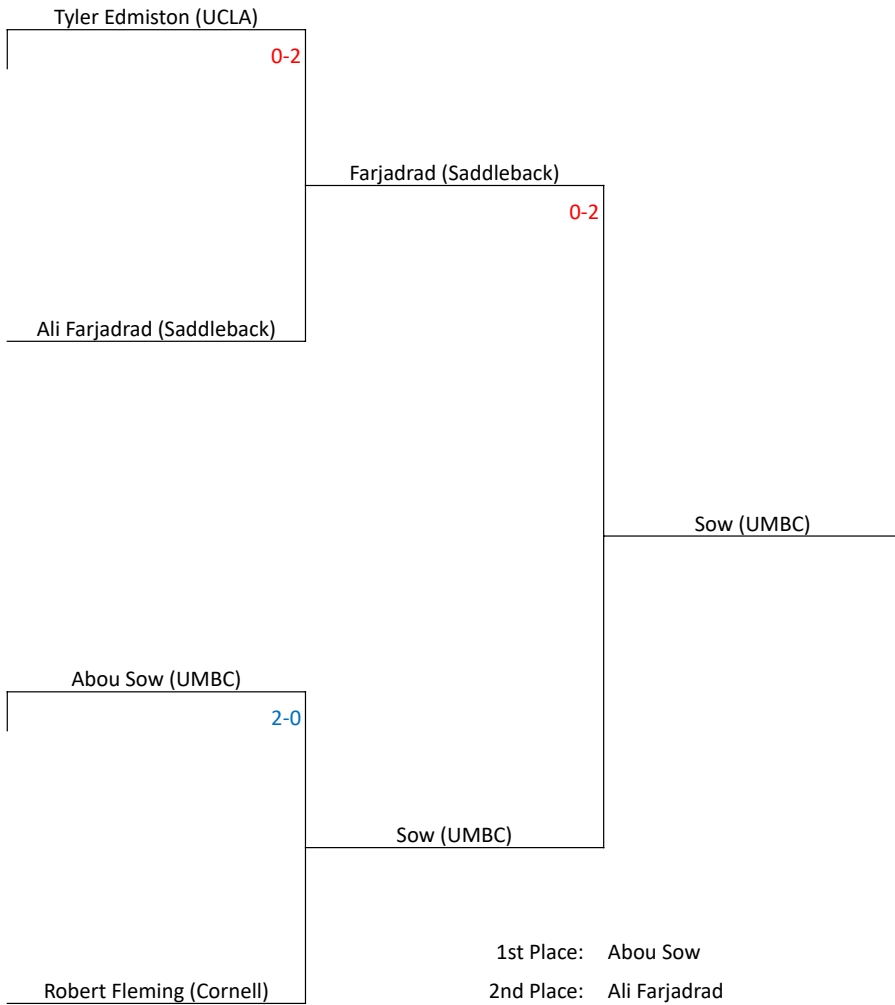 Tyler Edmiston (UCLA)
0-2
Farjadrad (Saddleback)
0-2
Ali Farjadrad (Saddleback)
Sow (UMBC)
Abou Sow (UMBC)
2-0
Sow (UMBC)
1st Place: Abou Sow
Robert Fleming (Cornell)
2nd Place: Ali Farjadrad